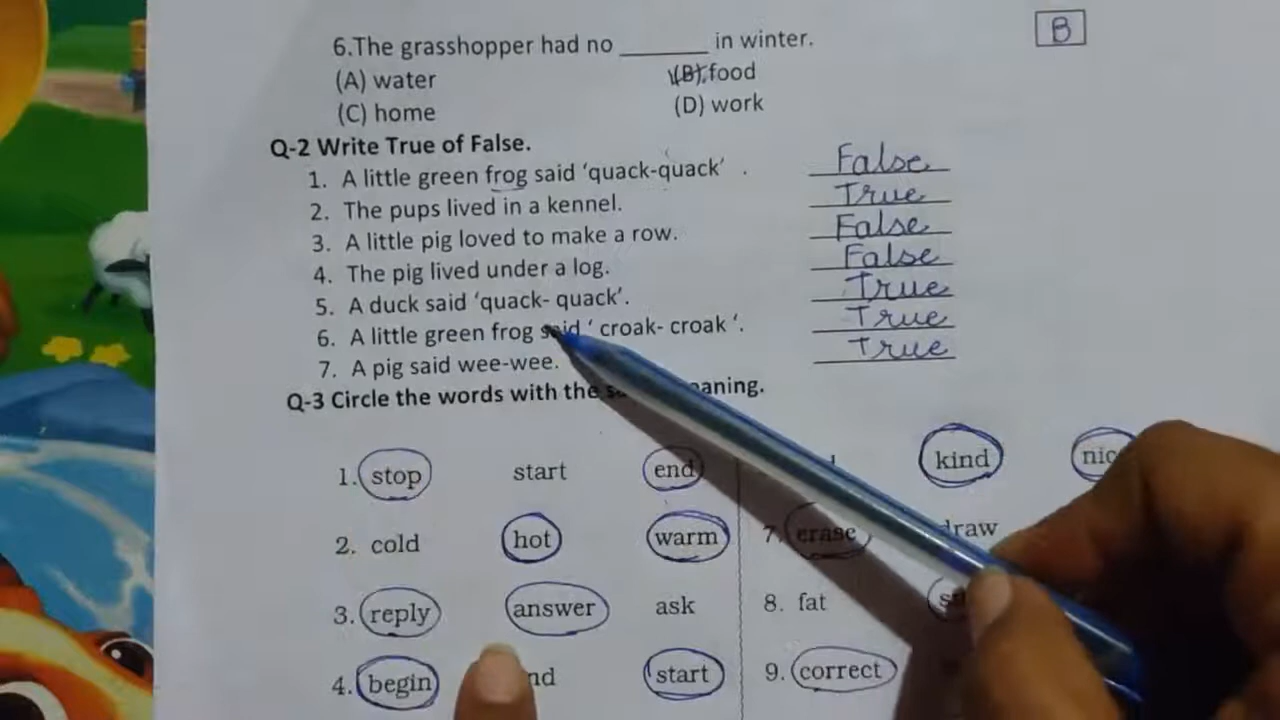 6.The grasshopper had no ______ in winter. B
(A) water (B) food
(C) home (D) work
Q-2 Write True of False.
1. A little green frog said ‘quack-quack’ . False
2. The pups lived in a kennel. True
3. A little pig loved to make a row. False
4. The pig lived under a log. False
5. A duck said ‘quack- quack’. True
6. A little green frog said ‘ croak- croak ‘. True
7. A pig said wee-wee. True
Q-3 Circle the words with the
1. stop start end kind
2. cold hot warm 7. erase draw
3. reply answer ask 8. fat
4. begin start 9. correct